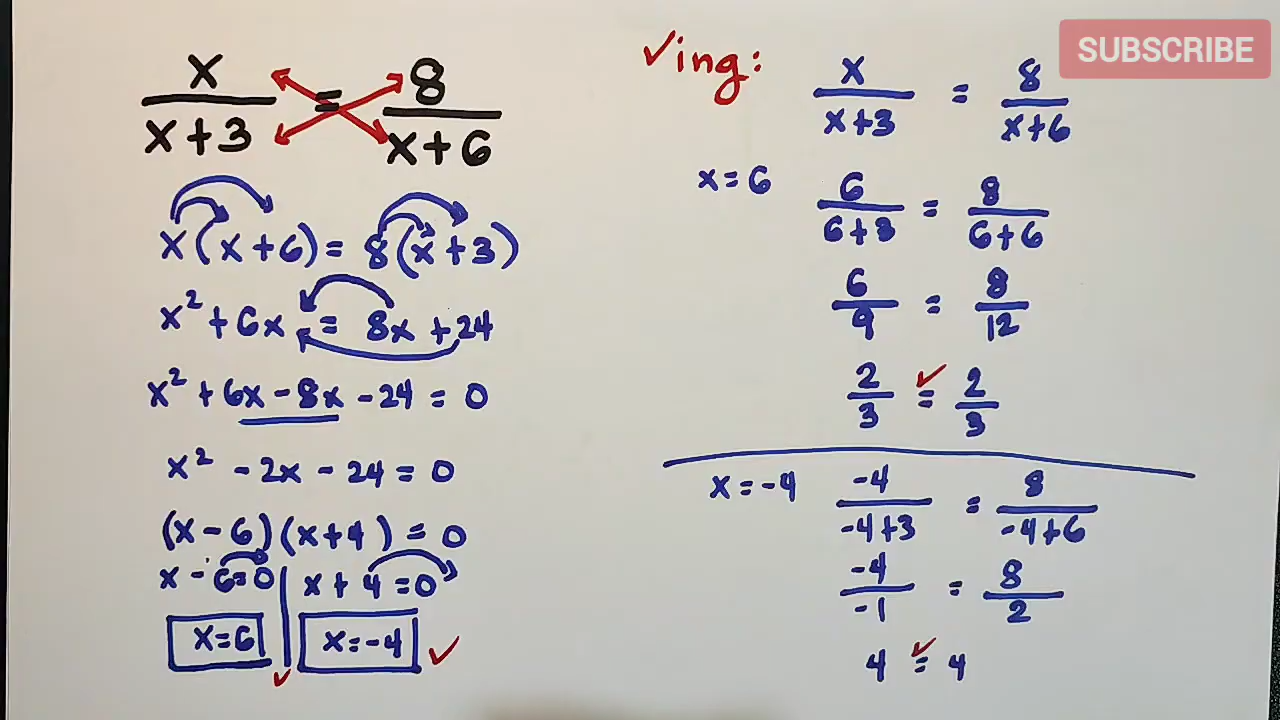 x/(x+3) = 8/(x+6)
x(x+6) = 8(x+3)
x² + 6x = 8x + 24
x² + 6x - 8x - 24 = 0
x² - 2x - 24 = 0
(x - 6)(x + 4) = 0
x - 6 = 0 | x + 4 = 0
x = 6 | x = -4 ✓
✓
✓ing:
x/(x+3) = 8/(x+6)
x = 6
6/(6+3) = 8/(6+6)
6/9 = 8/12
2/3 =✓ 2/3
x = -4
-4/(-4+3) = 8/(-4+6)
-4/-1 = 8/2
4 =✓ 4
SUBSCRIBE